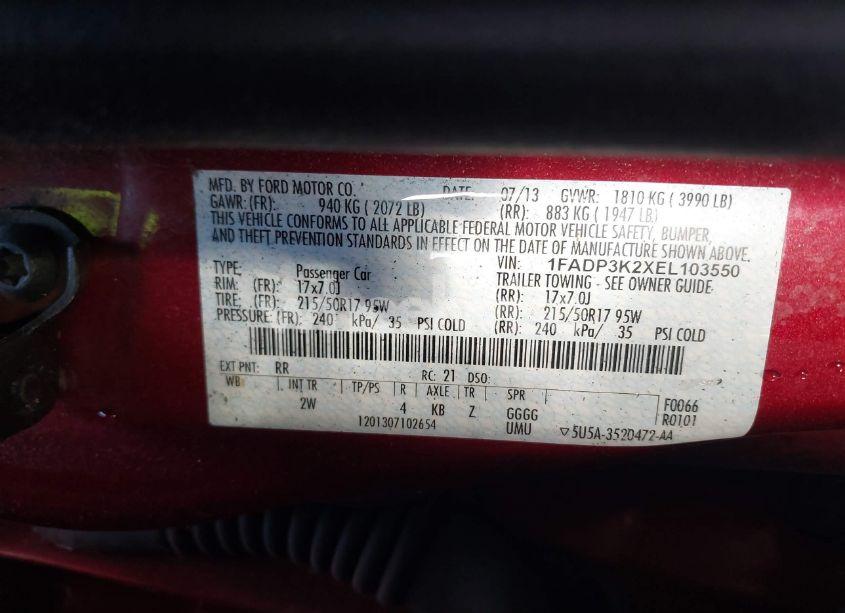 MFD. BY FORD MOTOR CO. DATE: 07/13 GVWR: 1810 KG ( 3990 LB)
GAWR: (FR): 940 KG ( 2072 LB) (RR): 883 KG ( 1947 LB)
THIS VEHICLE CONFORMS TO ALL APPLICABLE FEDERAL MOTOR VEHICLE SAFETY, BUMPER,
AND THEFT PREVENTION STANDARDS IN EFFECT ON THE DATE OF MANUFACTURE SHOWN ABOVE.
VIN: 1FADP3K2XEL103550
TYPE: Passenger Car TRAILER TOWING - SEE OWNER GUIDE
RIM: (FR): 17x7.0J (RR): 17x7.0J
TIRE: (FR): 215/50R17 95W (RR): 215/50R17 95W
PRESSURE: (FR): 240 kPa/ 35 PSI COLD (RR): 240 kPa/ 35 PSI COLD
EXT PNT: RR RC: 21 DSO:
WB INT TR TP/PS R AXLE TR SPR
2W 4 KB Z GGGG F0066
1201307102654 UMU R0101
▽5U5A-3520472-AA